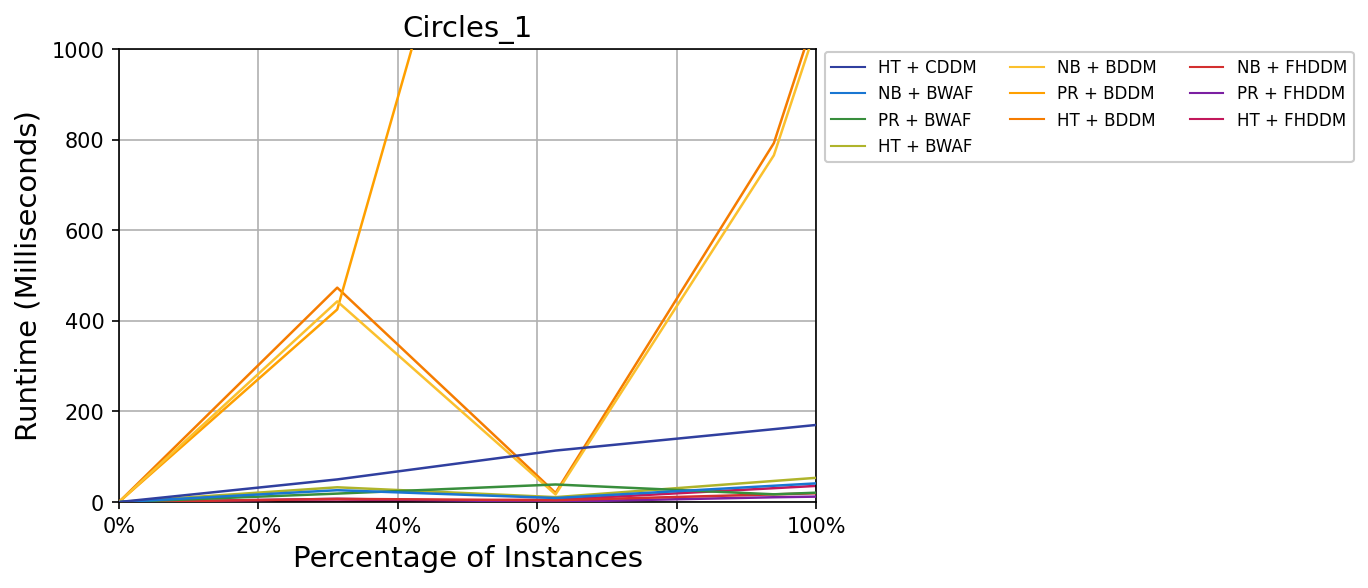 Circles_1
1000
800
600
400
200
0
Runtime (Milliseconds)
0% 20% 40% 60% 80% 100%
Percentage of Instances
HT + CDDM
NB + BWAF
PR + BWAF
HT + BWAF
NB + BDDM
PR + BDDM
HT + BDDM
NB + FHDDM
PR + FHDDM
HT + FHDDM